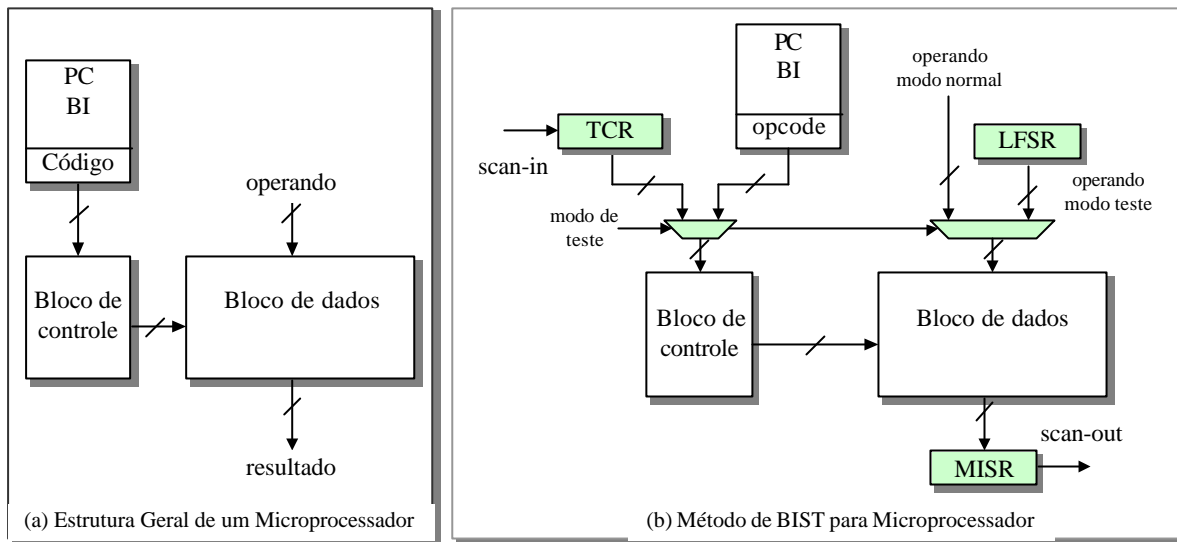 PC
BI
Código
operando
Bloco de
controle
Bloco de dados
resultado
(a) Estrutura Geral de um Microprocessador
PC
BI
opcode
operando
modo normal
TCR
scan-in
LFSR
operando
modo teste
modo de
teste
Bloco de
controle
Bloco de dados
scan-out
MISR
(b) Método de BIST para Microprocessador